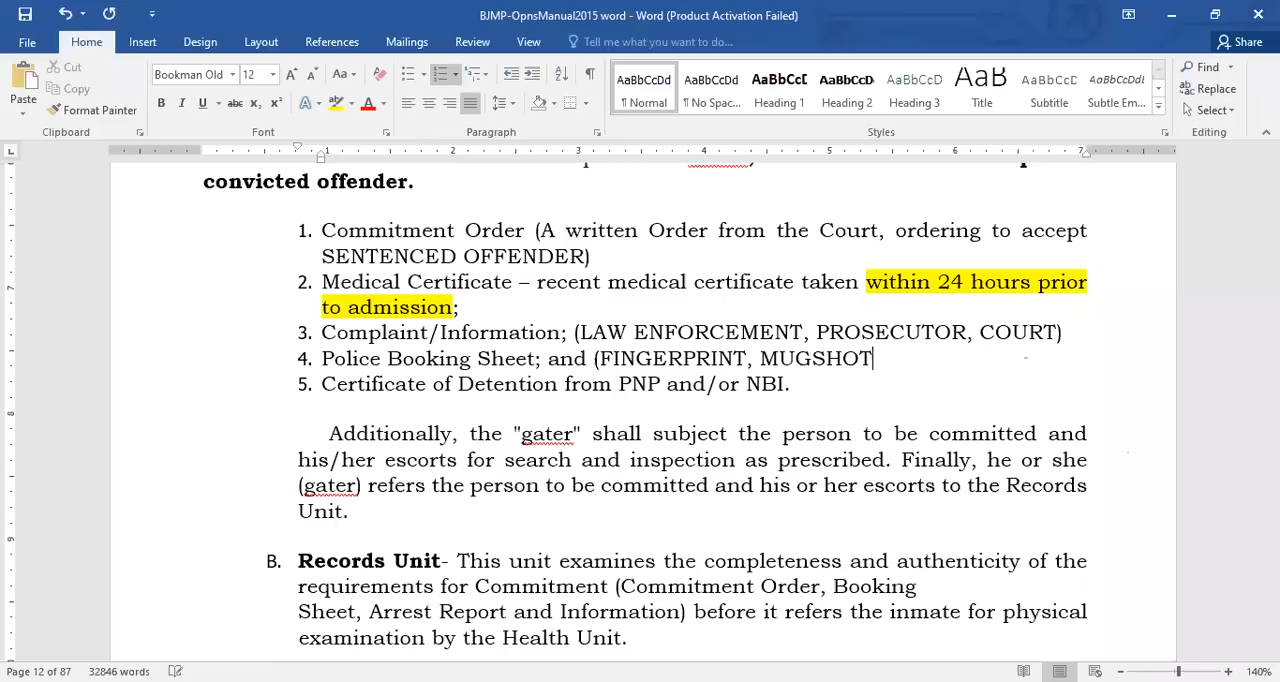 BJMP-OpnsManual2015 word - Word (Product Activation Failed)
File Home Insert Design Layout References Mailings Review View Tell me what you want to do... Share
Paste Cut Copy Format Painter
Bookman Old 12
AaBbCcDd AaBbCcDd AaBbCcI AaBbCcDd AaBbCcD AaB AaBbCcD AaBbCcDdI
¶ Normal ¶ No Spac... Heading 1 Heading 2 Heading 3 Title Subtitle Subtle Em...
Find
Replace
Select
Clipboard Font Paragraph Styles Editing
1 2 3 4 5 6 7
convicted offender.
1. Commitment Order (A written Order from the Court, ordering to accept
SENTENCED OFFENDER)
2. Medical Certificate – recent medical certificate taken within 24 hours prior
to admission;
3. Complaint/Information; (LAW ENFORCEMENT, PROSECUTOR, COURT)
4. Police Booking Sheet; and (FINGERPRINT, MUGSHOT
5. Certificate of Detention from PNP and/or NBI.
Additionally, the "gater" shall subject the person to be committed and
his/her escorts for search and inspection as prescribed. Finally, he or she
(gater) refers the person to be committed and his or her escorts to the Records
Unit.
B. Records Unit- This unit examines the completeness and authenticity of the
requirements for Commitment (Commitment Order, Booking
Sheet, Arrest Report and Information) before it refers the inmate for physical
examination by the Health Unit.
Page 12 of 87 32846 words 140%